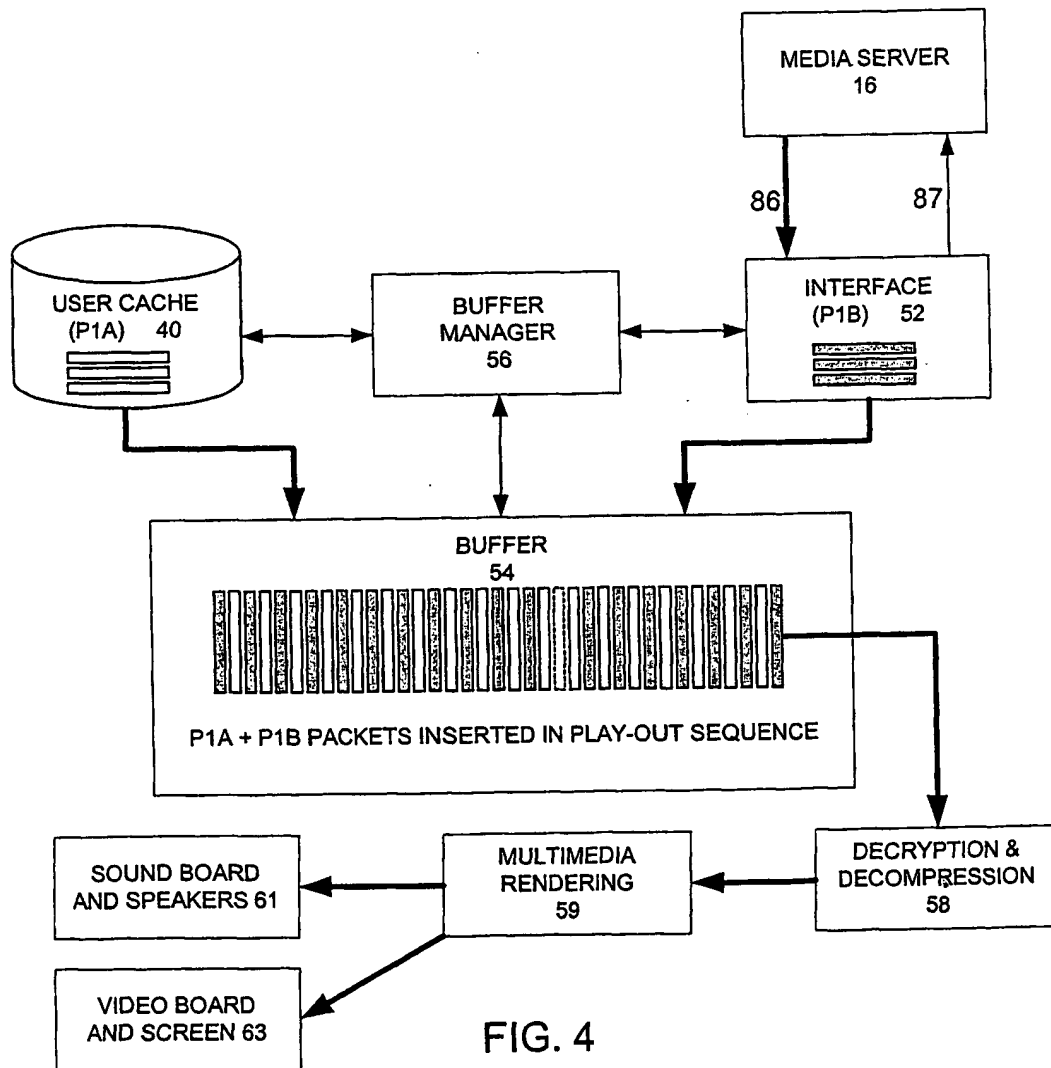 MEDIA SERVER
16
86
87
USER CACHE
(P1A) 40
BUFFER
MANAGER
56
INTERFACE
(P1B) 52
BUFFER
54
P1A + P1B PACKETS INSERTED IN PLAY-OUT SEQUENCE
SOUND BOARD
AND SPEAKERS 61
MULTIMEDIA
RENDERING
59
DECRYPTION &
DECOMPRESSION
58
VIDEO BOARD
AND SCREEN 63
FIG. 4